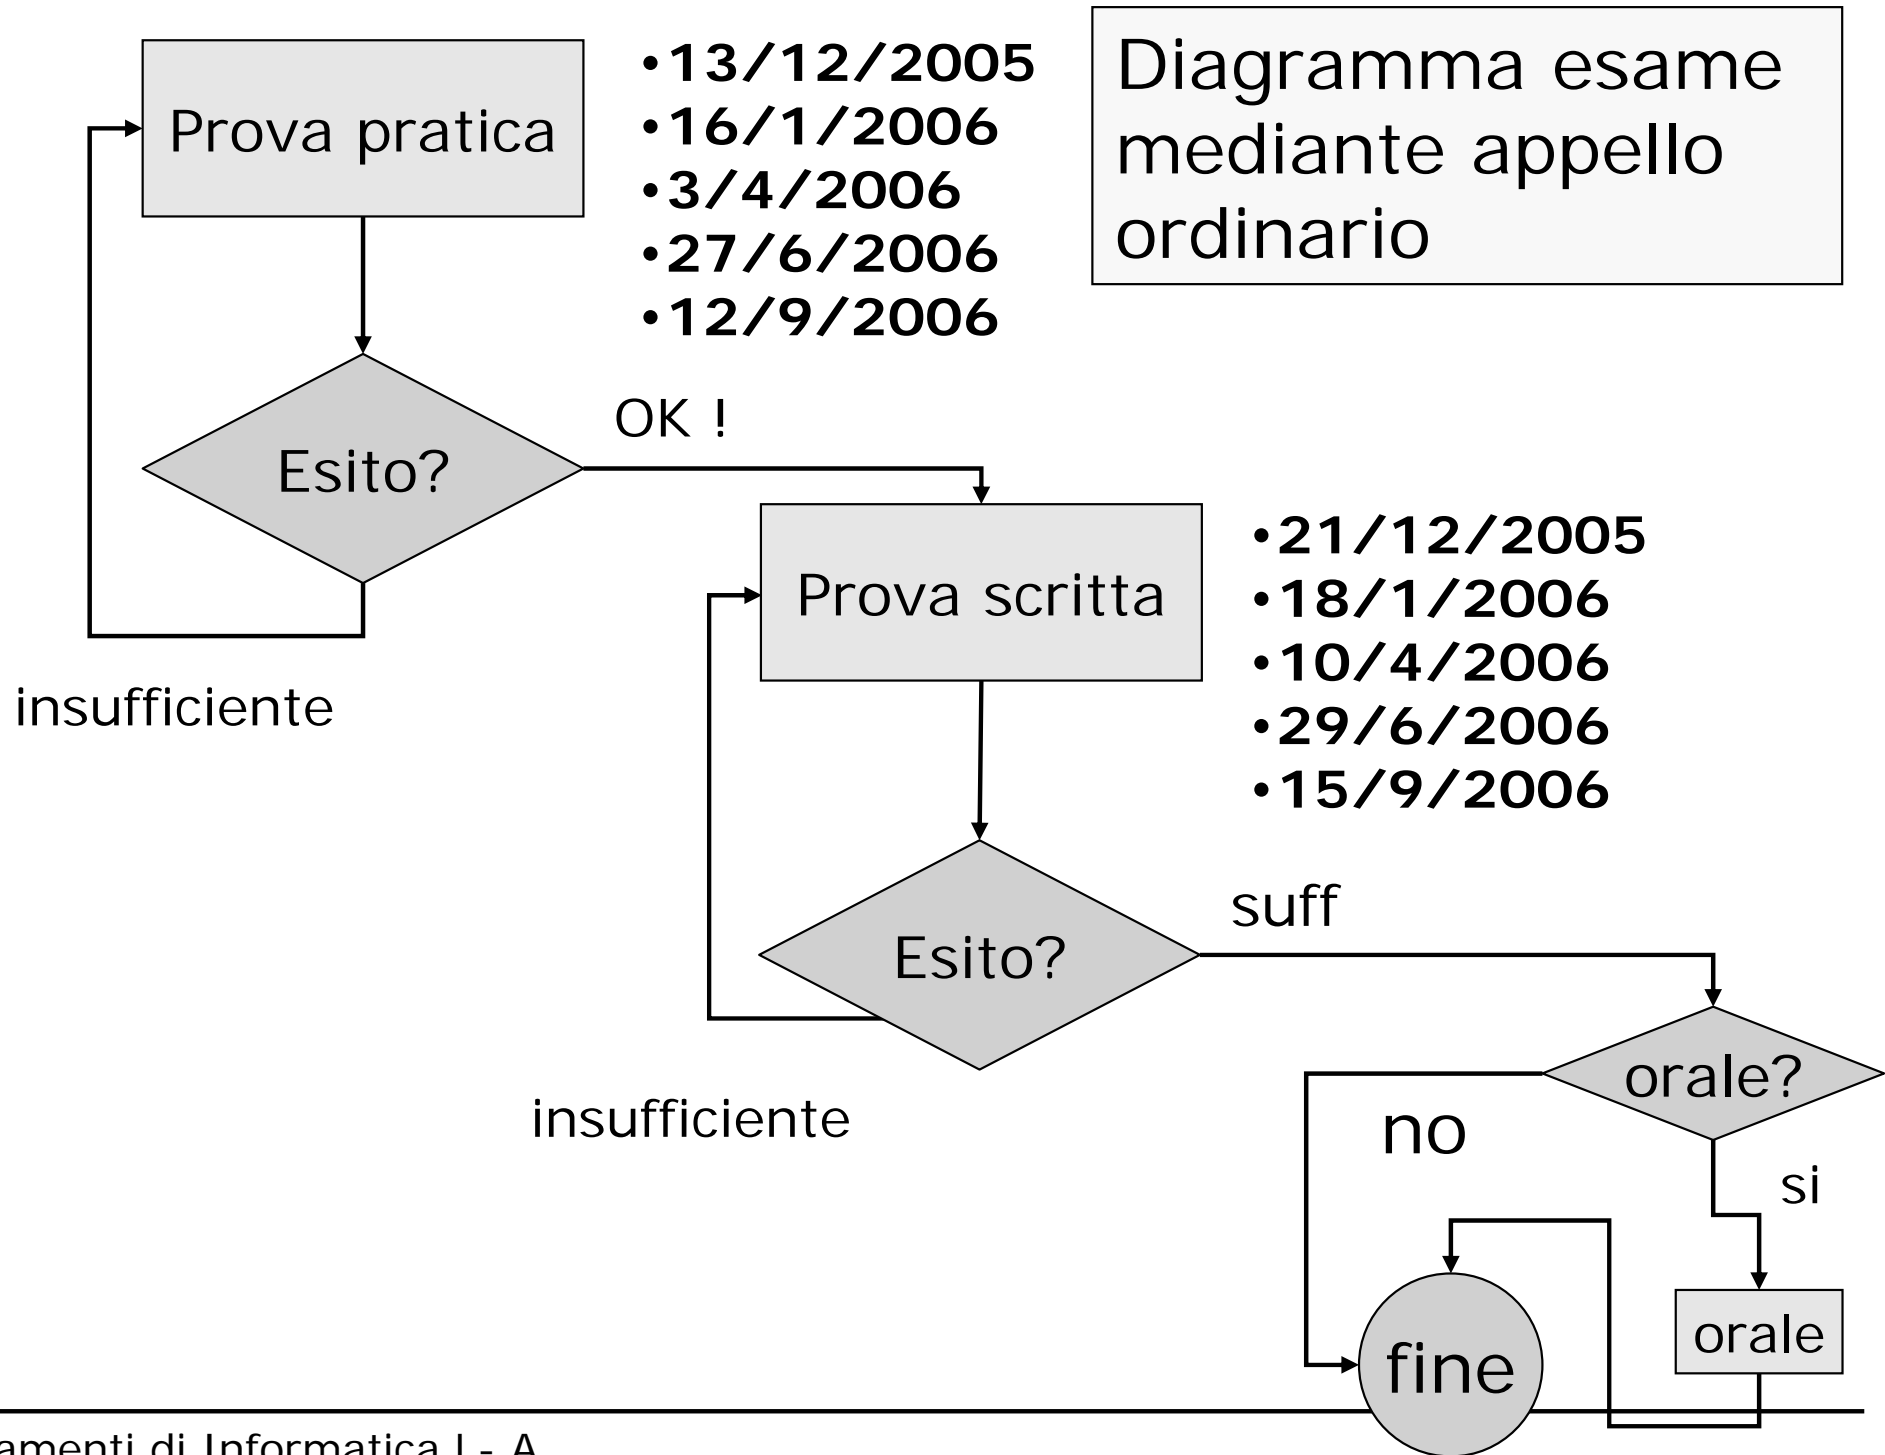 Diagramma esame
mediante appello
ordinario
Prova pratica
•13/12/2005
•16/1/2006
•3/4/2006
•27/6/2006
•12/9/2006
Esito?
OK !
insufficiente
Prova scritta
•21/12/2005
•18/1/2006
•10/4/2006
•29/6/2006
•15/9/2006
Esito?
suff
insufficiente
orale?
no
si
orale
fine
di Informatica L- A